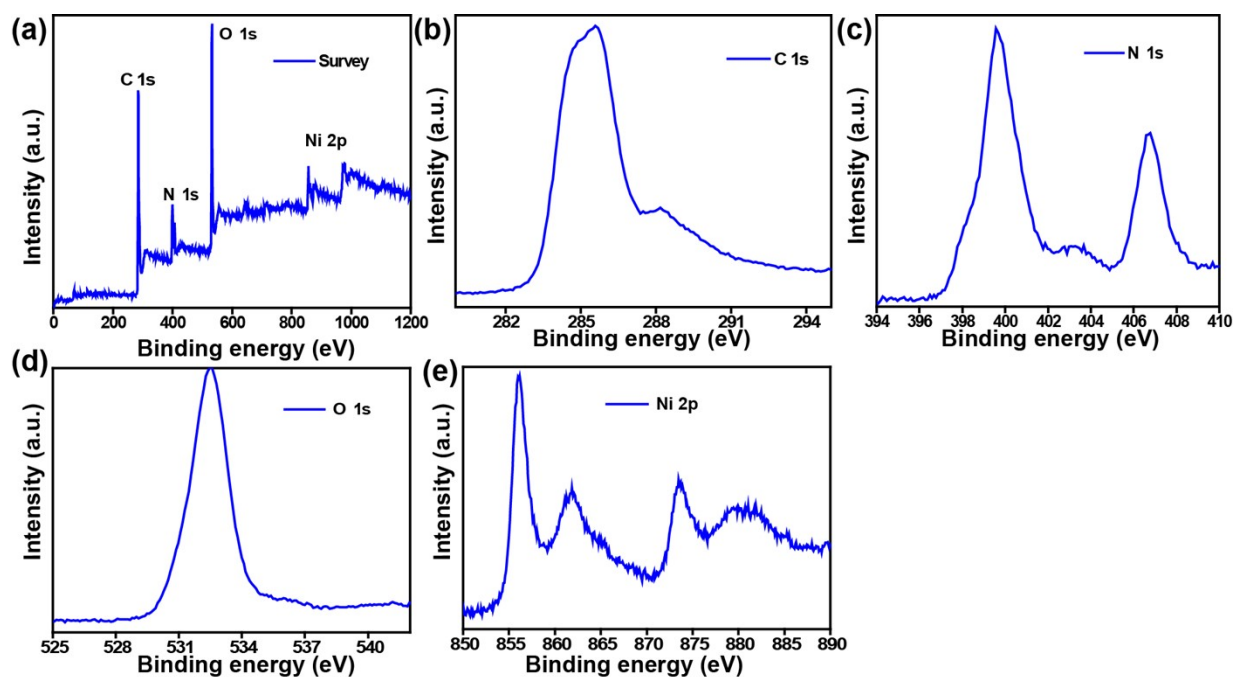 (a)
O 1s
Survey
C 1s
Ni 2p
N 1s
Intensity (a.u.)
0 200 400 600 800 1000 1200
Binding energy (eV)
(b)
C 1s
Intensity (a.u.)
282 285 288 291 294
Binding energy (eV)
(c)
N 1s
Intensity (a.u.)
394 396 398 400 402 404 406 408 410
Binding energy (eV)
(d)
O 1s
Intensity (a.u.)
525 528 531 534 537 540
Binding energy (eV)
(e)
Ni 2p
Intensity (a.u.)
850 855 860 865 870 875 880 885 890
Binding energy (eV)